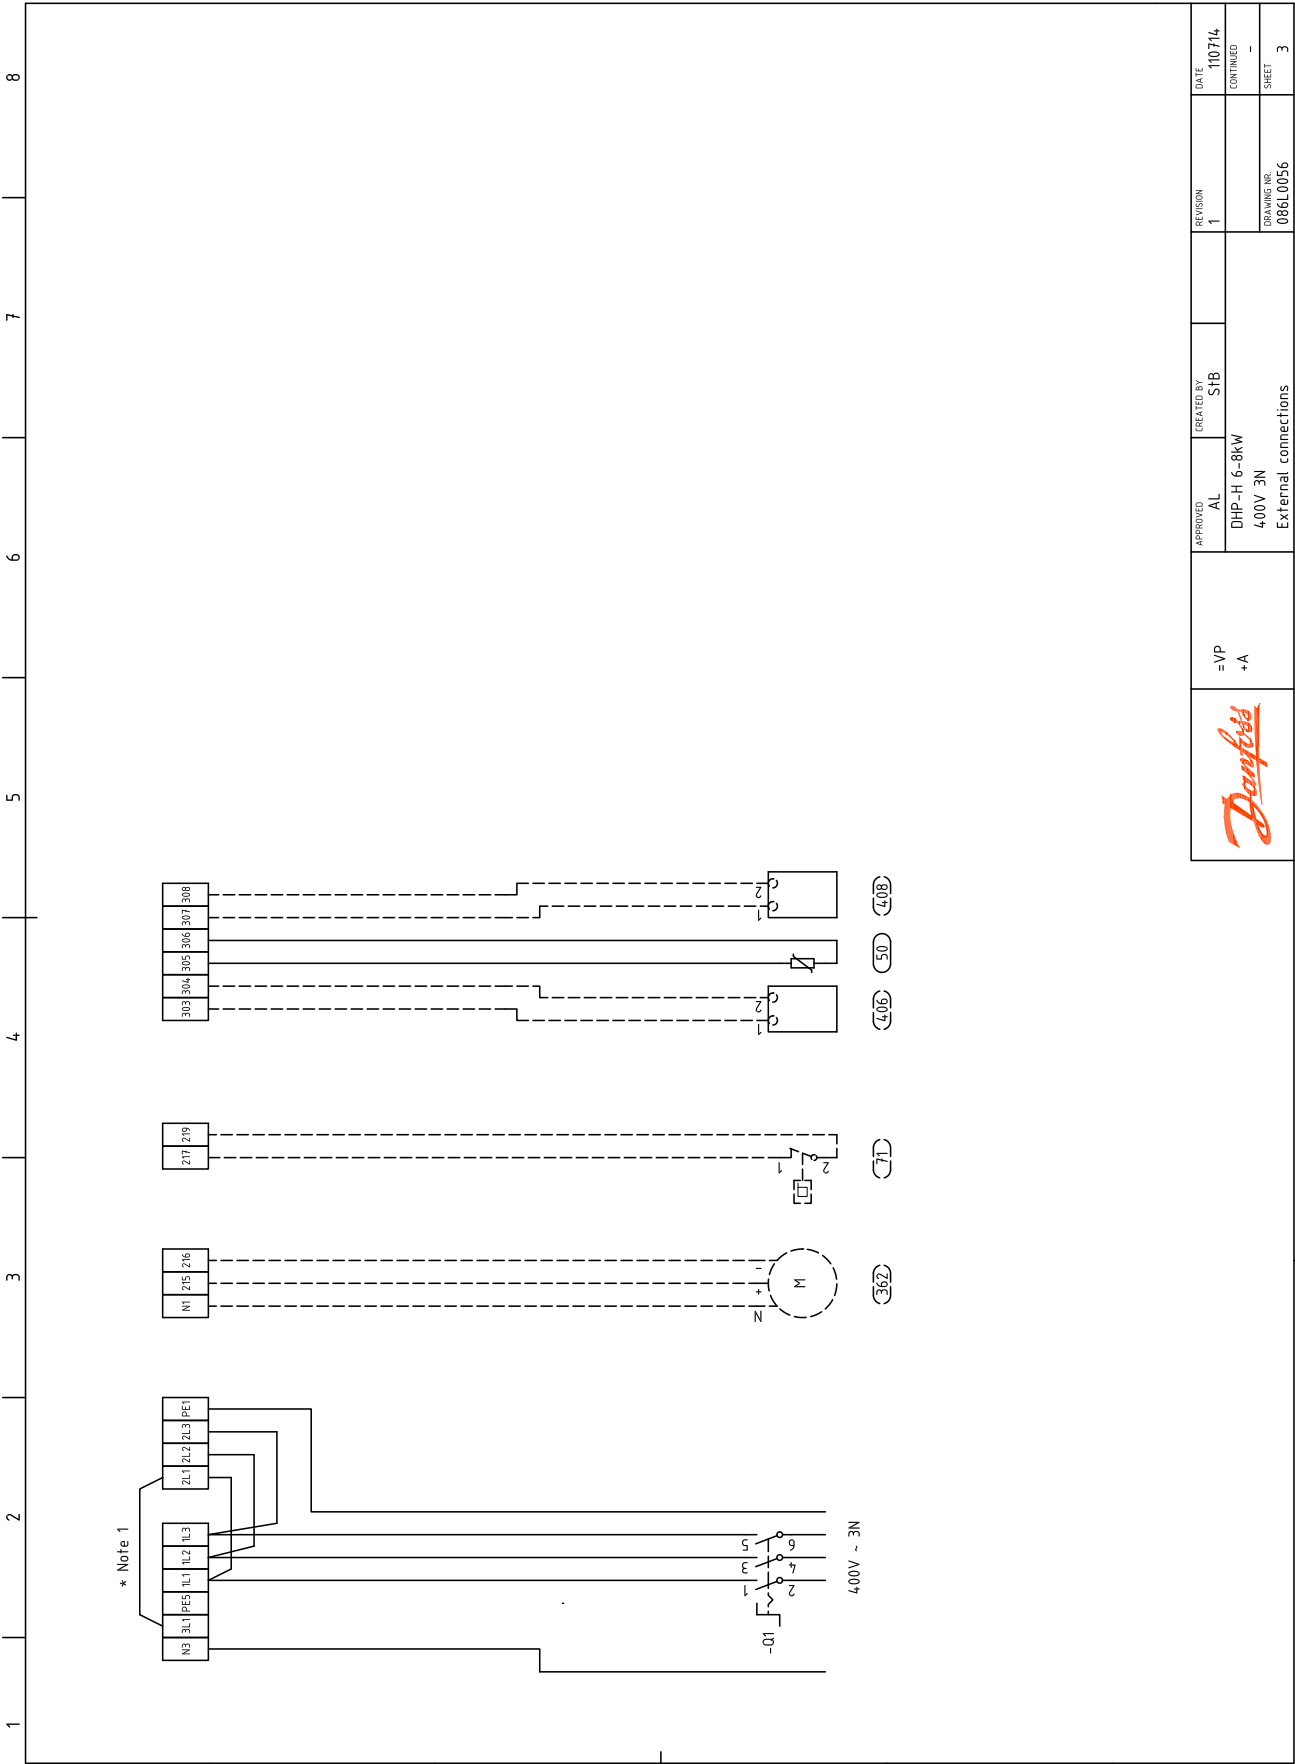 1 2 3 4 5 6 7 8
* Note 1
N3 3L1 PE5 1L1 1L2 1L3
2L1 2L2 2L3 PE1
N1 215 216
217 219
303 304 305 306 307 308
-Q1
1 3 5
2 4 6
400V ~ 3N
N + -
M
362
1
2
71
1 2
406
50
1 2
408
Danfoss
=VP
+A
APPROVED
AL
CREATED BY
StB
REVISION
1
DATE
110714
DHP-H 6-8kW
400V 3N
External connections
CONTINUED
-
DRAWING NR.
086L0056
SHEET
3